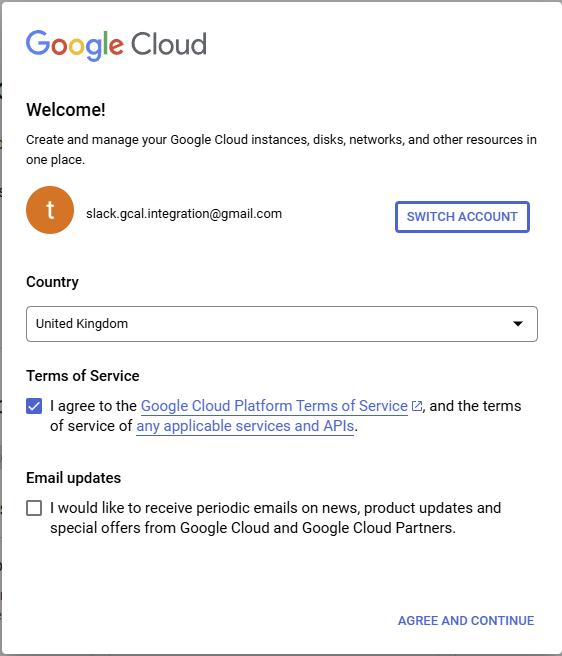 Google Cloud
Welcome!
Create and manage your Google Cloud instances, disks, networks, and other resources in
one place.
t
slack.gcal.integration@gmail.com
SWITCH ACCOUNT
Country
United Kingdom
Terms of Service
I agree to the Google Cloud Platform Terms of Service, and the terms
of service of any applicable services and APIs.
Email updates
I would like to receive periodic emails on news, product updates and
special offers from Google Cloud and Google Cloud Partners.
AGREE AND CONTINUE